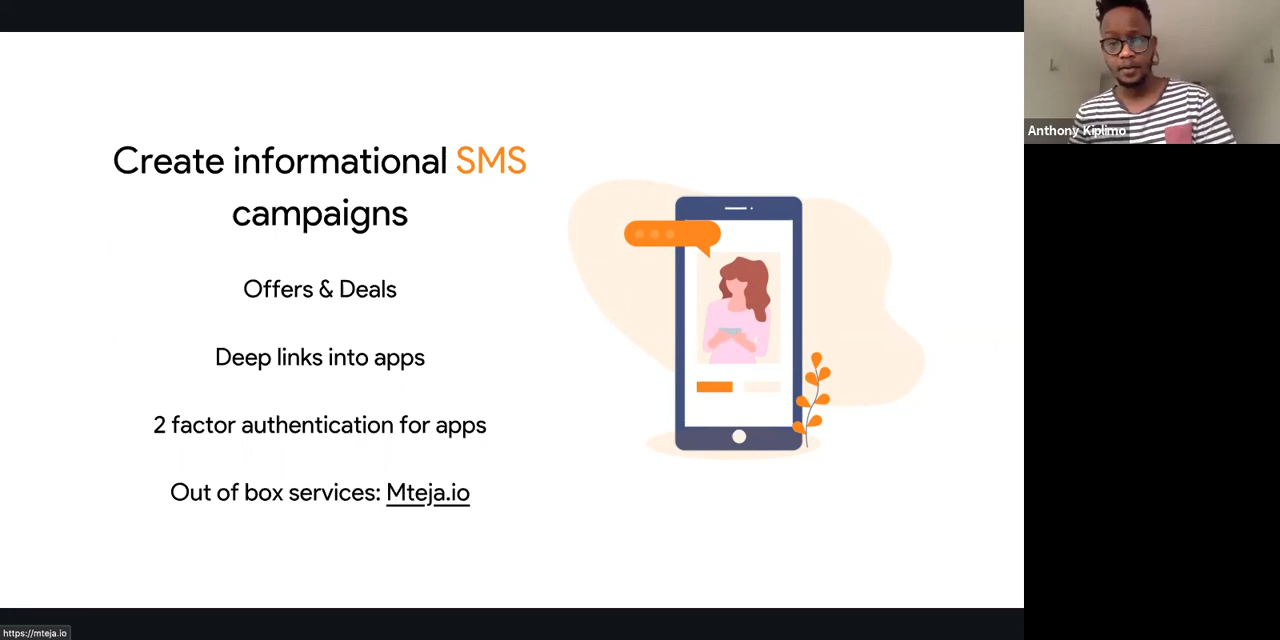 Create informational SMS
campaigns
Offers & Deals
Deep links into apps
2 factor authentication for apps
Out of box services: Mteja.io
Anthony Kiplimo
https://mteja.io